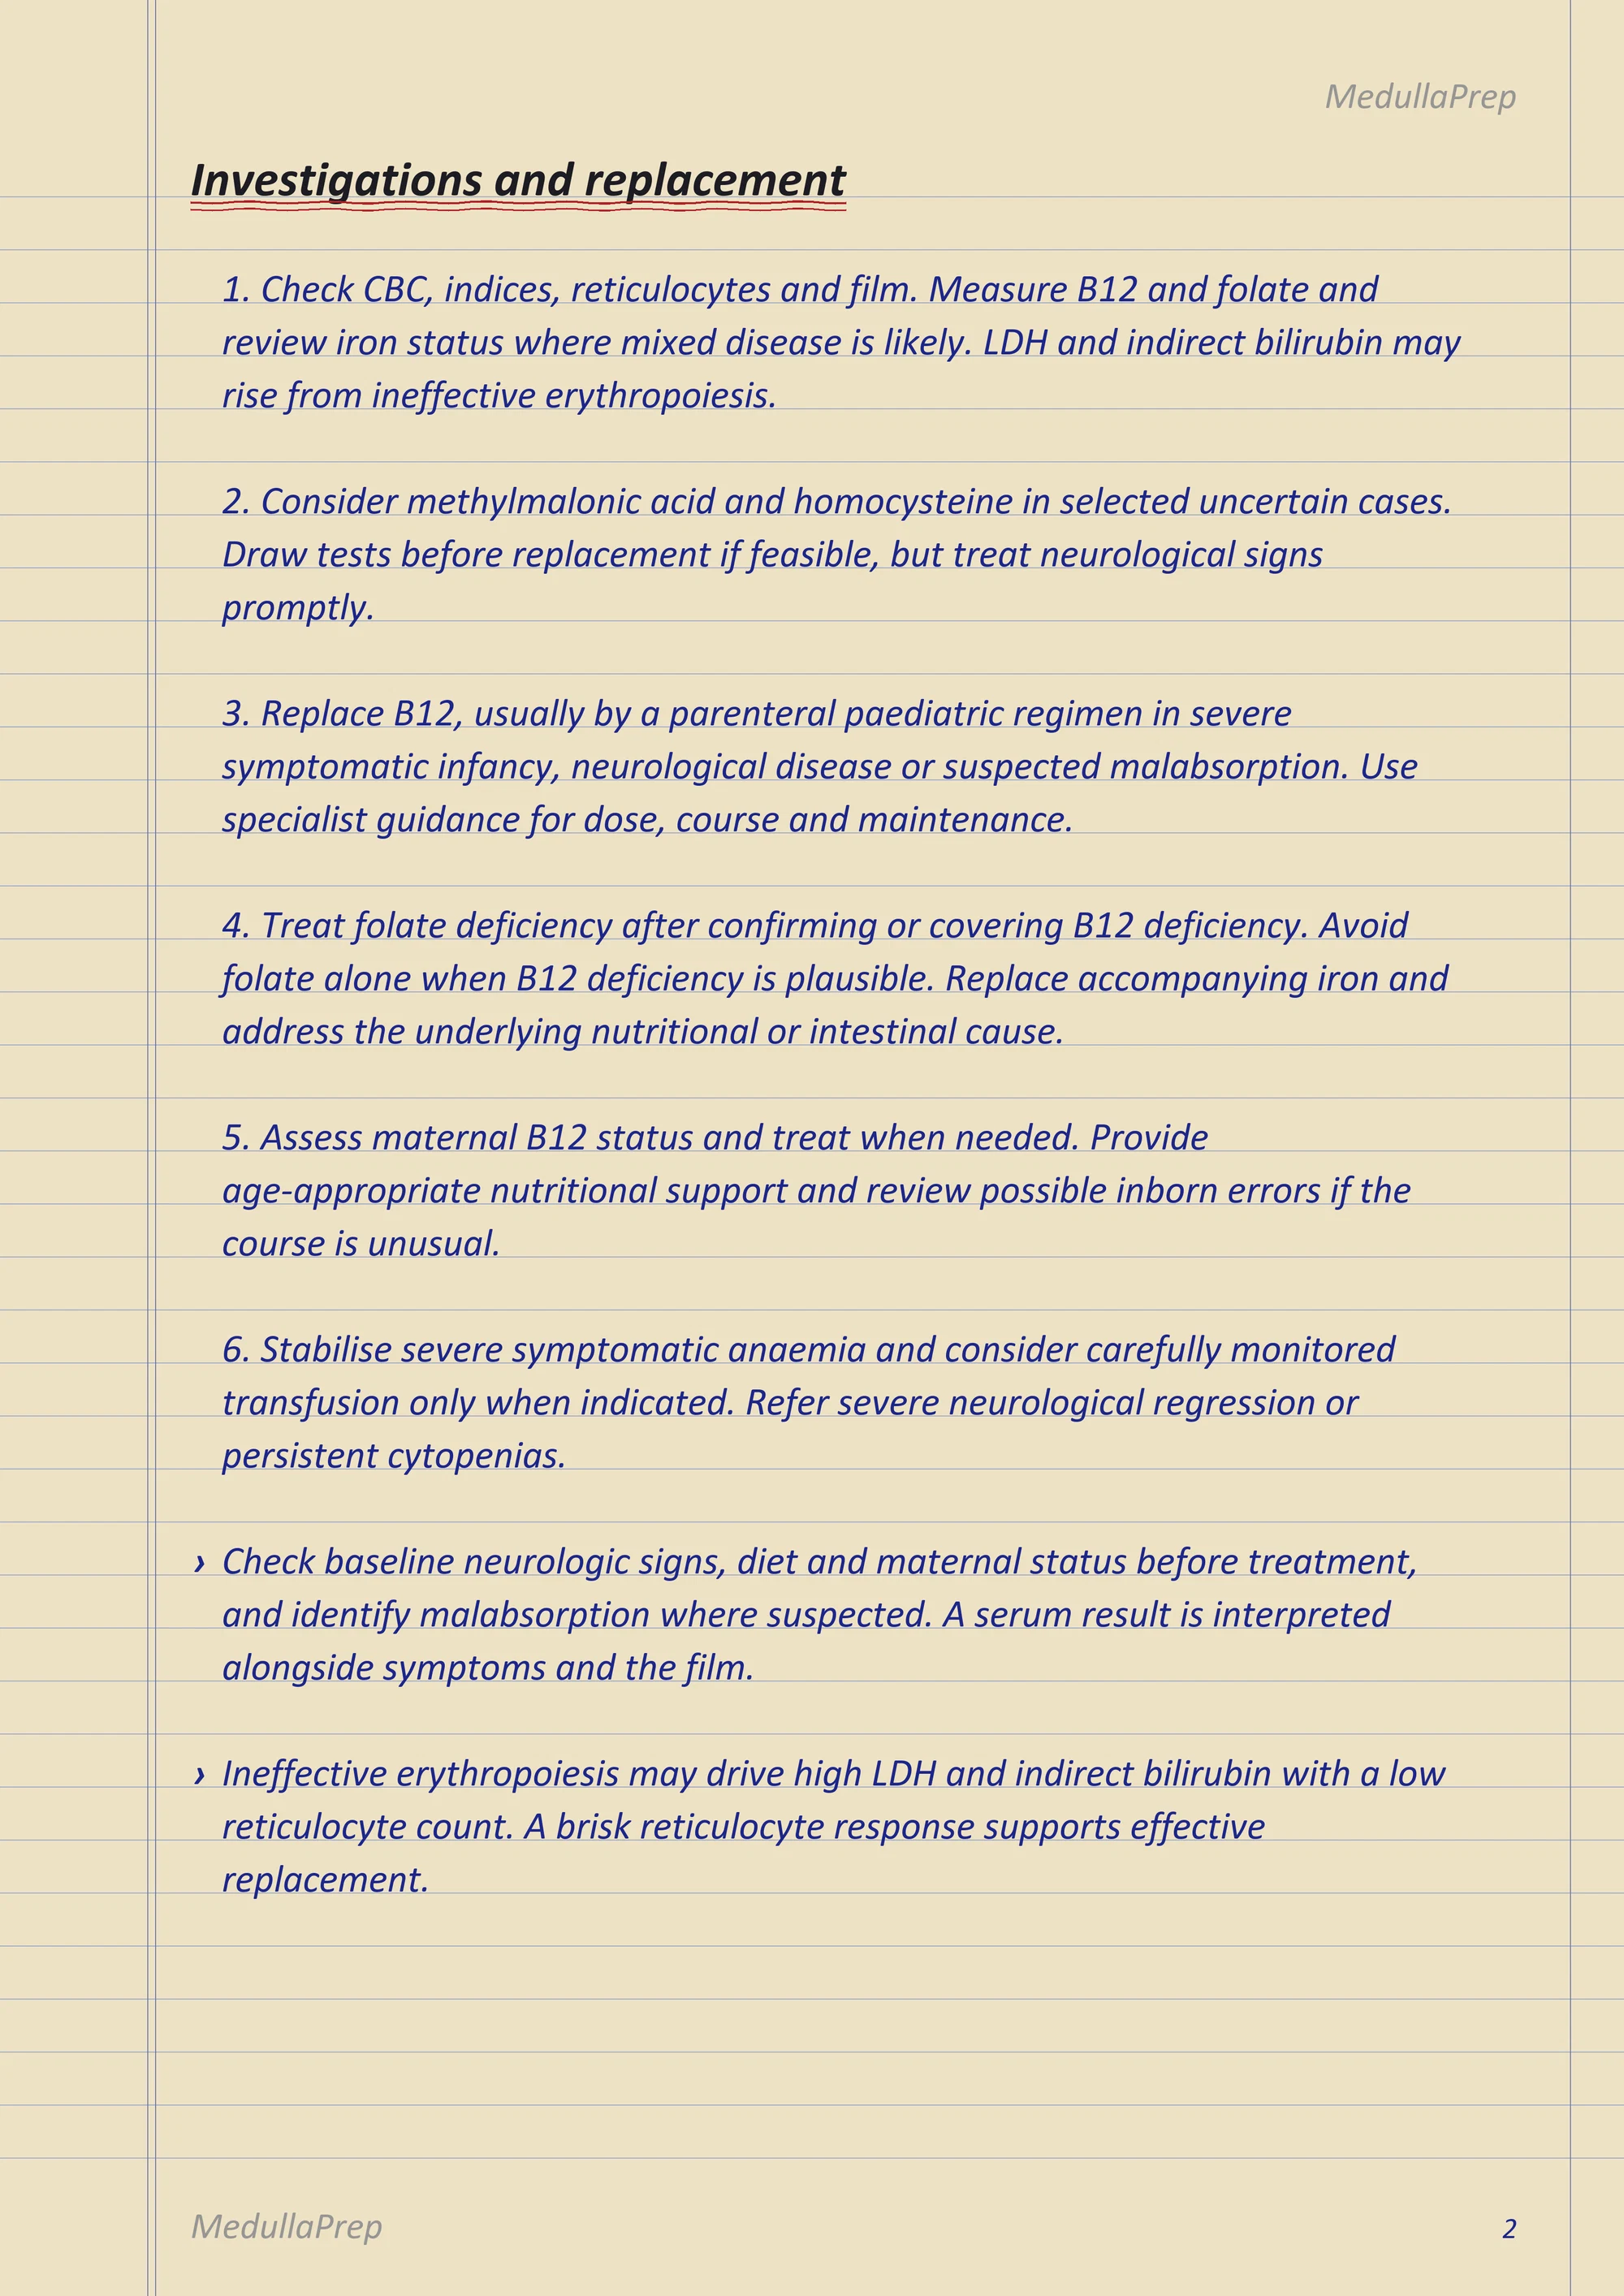 MedullaPrep
Investigations and replacement
1. Check CBC, indices, reticulocytes and film. Measure B12 and folate and
review iron status where mixed disease is likely. LDH and indirect bilirubin may
rise from ineffective erythropoiesis.
2. Consider methylmalonic acid and homocysteine in selected uncertain cases.
Draw tests before replacement if feasible, but treat neurological signs
promptly.
3. Replace B12, usually by a parenteral paediatric regimen in severe
symptomatic infancy, neurological disease or suspected malabsorption. Use
specialist guidance for dose, course and maintenance.
4. Treat folate deficiency after confirming or covering B12 deficiency. Avoid
folate alone when B12 deficiency is plausible. Replace accompanying iron and
address the underlying nutritional or intestinal cause.
5. Assess maternal B12 status and treat when needed. Provide
age-appropriate nutritional support and review possible inborn errors if the
course is unusual.
6. Stabilise severe symptomatic anaemia and consider carefully monitored
transfusion only when indicated. Refer severe neurological regression or
persistent cytopenias.
› Check baseline neurologic signs, diet and maternal status before treatment,
and identify malabsorption where suspected. A serum result is interpreted
alongside symptoms and the film.
› Ineffective erythropoiesis may drive high LDH and indirect bilirubin with a low
reticulocyte count. A brisk reticulocyte response supports effective
replacement.
MedullaPrep
2